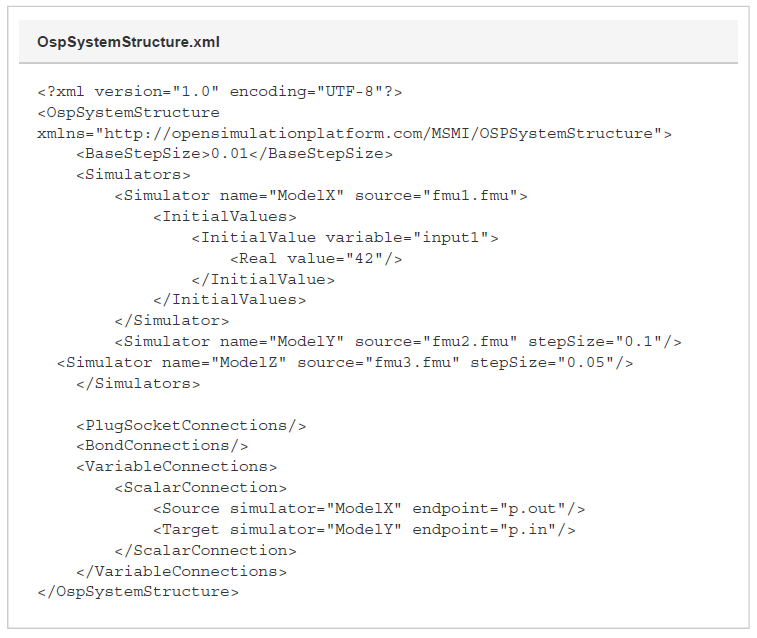 OspSystemStructure.xml
<?xml version="1.0" encoding="UTF-8"?>
<OspSystemStructure
xmlns="http://opensimulationplatform.com/MSMI/OSPSystemStructure">
    <BaseStepSize>0.01</BaseStepSize>
    <Simulators>
        <Simulator name="ModelX" source="fmu1.fmu">
            <InitialValues>
                <InitialValue variable="input1">
                    <Real value="42"/>
                </InitialValue>
            </InitialValues>
        </Simulator>
        <Simulator name="ModelY" source="fmu2.fmu" stepSize="0.1"/>
  <Simulator name="ModelZ" source="fmu3.fmu" stepSize="0.05"/>
    </Simulators>

    <PlugSocketConnections/>
    <BondConnections/>
    <VariableConnections>
        <ScalarConnection>
            <Source simulator="ModelX" endpoint="p.out"/>
            <Target simulator="ModelY" endpoint="p.in"/>
        </ScalarConnection>
    </VariableConnections>
</OspSystemStructure>